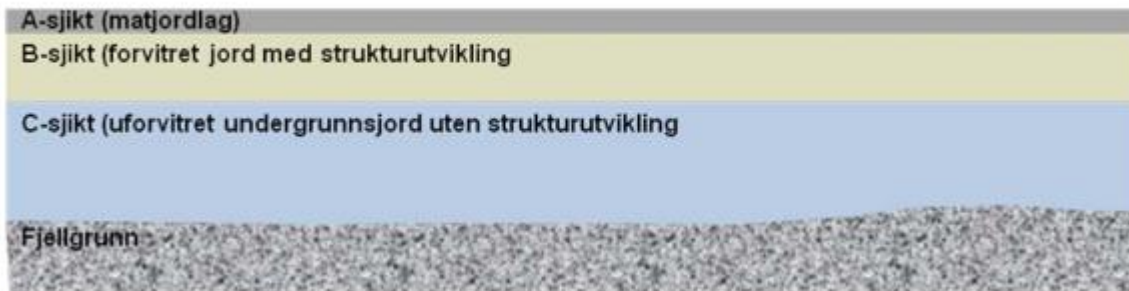 A-sjikt (matjordlag)
B-sjikt (forvitret jord med strukturutvikling
C-sjikt (uforvitret undergrunnsjord uten strukturutvikling
Fjellgrunn